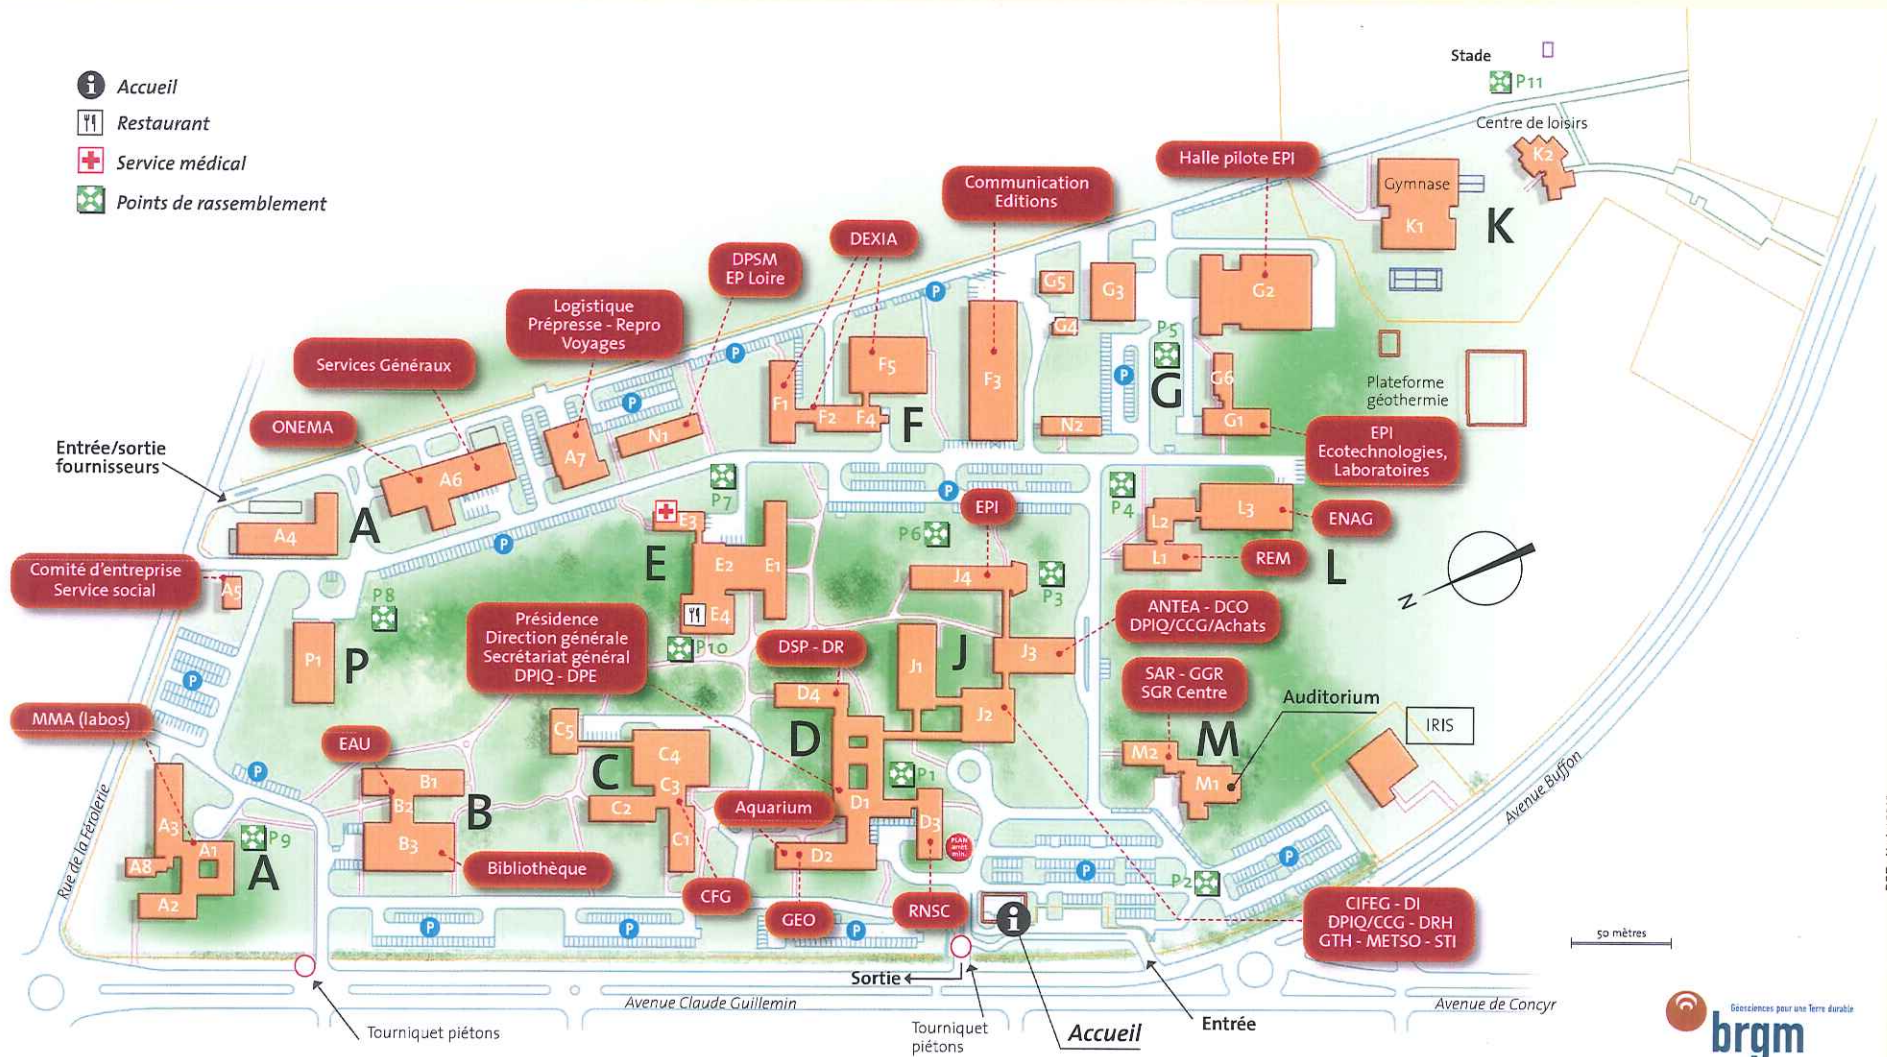 Accueil
Restaurant
Service médical
Points de rassemblement
Stade
P11
Centre de loisirs
K2
Gymnase
K1
K
Halle pilote EPI
Communication
Editions
DEXIA
DPSM
EP Loire
Logistique
Prépresse - Repro
Voyages
Services Généraux
ONEMA
Entrée/sortie
fournisseurs
G5
G3
G2
G4
P5
G
G6
G1
Plateforme
géothermie
P
P
P
P
F1
F2
F4
F5
F
F3
N2
N1
A7
A6
A4
A
EPI
Ecotechnologies,
Laboratoires
P7
P
P
P4
L2
L3
L1
L
ENAG
REM
EPI
P6
J4
P3
E3
E
E2
E1
E4
P10
Comité d'entreprise
Service social
A5
P8
P1
P
P
Présidence
Direction générale
Secrétariat général
DPIQ - DPE
DSP - DR
ANTEA - DCO
DPIQ/CCG/Achats
J1
J
J3
J2
N
SAR - GGR
SGR Centre
Auditorium
IRIS
M2
M
M1
D4
D
D1
P1
D3
D2
C5
C4
C
C3
C2
C1
MMA (labos)
EAU
P
B1
B2
B
B3
A3
A1
A8
A2
P9
A
Bibliothèque
Aquarium
CFG
GEO
RNSC
PLAN
P
P2
P
P
P
P
CIFEG - DI
DPIQ/CCG - DRH
GTH - METSO - STI
50 mètres
Rue de la Férolerie
Avenue Buffon
Sortie
Avenue Claude Guillemin
Avenue de Concyr
Tourniquet piétons
Tourniquet
piétons
Accueil
Entrée
Géosciences pour une Terre durable
brgm